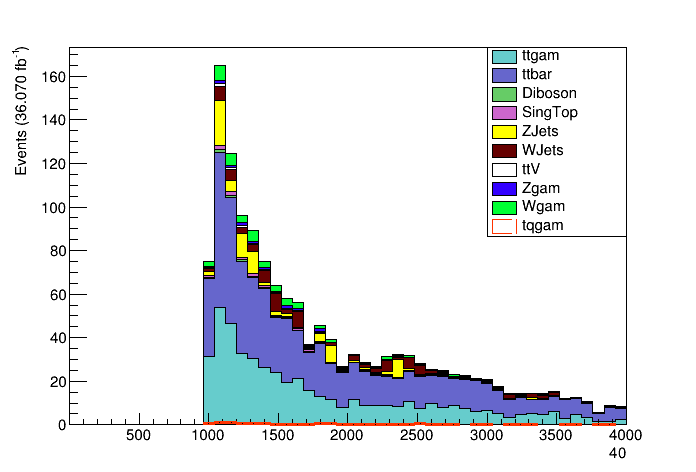 Events (36.070 fb⁻¹)
160
140
120
100
80
60
40
20
0
ttgam
ttbar
Diboson
SingTop
ZJets
WJets
ttV
Zgam
Wgam
tqgam
500 1000 1500 2000 2500 3000 3500 4000
40